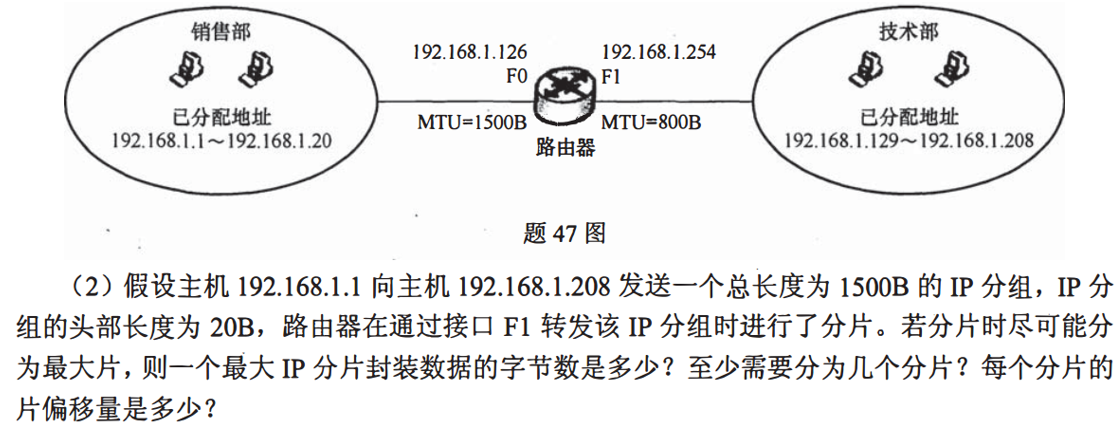 销售部
技术部
192.168.1.126
192.168.1.254
F0
F1
已分配地址
192.168.1.1～192.168.1.20
MTU=1500B
MTU=800B
路由器
已分配地址
192.168.1.129～192.168.1.208
题 47 图
（2）假设主机 192.168.1.1 向主机 192.168.1.208 发送一个总长度为 1500B 的 IP 分组，IP 分
组的头部长度为 20B，路由器在通过接口 F1 转发该 IP 分组时进行了分片。若分片时尽可能分
为最大片，则一个最大 IP 分片封装数据的字节数是多少？至少需要分为几个分片？每个分片的
片偏移量是多少？